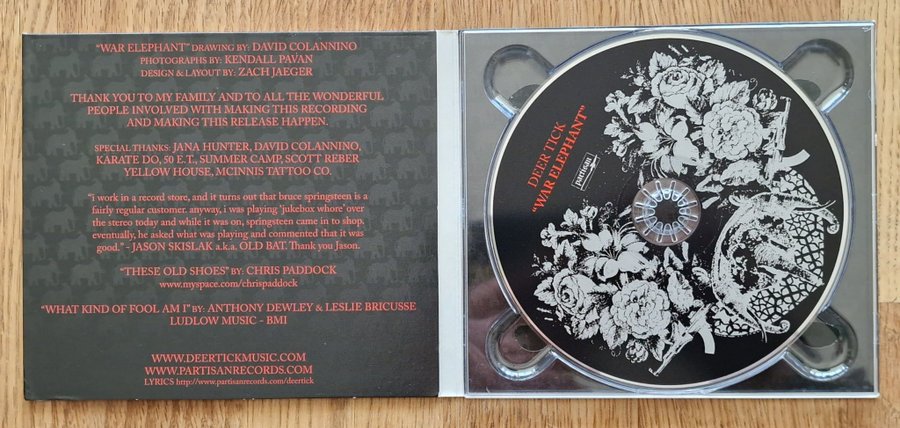 "WAR ELEPHANT" DRAWING BY: DAVID COLANNINO
PHOTOGRAPHS BY: KENDALL PAVAN
DESIGN & LAYOUT BY: ZACH JAEGER
THANK YOU TO MY FAMILY AND TO ALL THE WONDERFUL
PEOPLE INVOLVED WITH MAKING THIS RECORDING
AND MAKING THIS RELEASE HAPPEN.
SPECIAL THANKS: JANA HUNTER, DAVID COLANNINO,
KARATE DO, 50 E.T., SUMMER CAMP, SCOTT REBER
YELLOW HOUSE, MCINNIS TATTOO CO.
"i work in a record store, and it turns out that bruce springsteen is a
fairly regular customer. anyway, i was playing 'jukebox whore' over
the stereo today and while it was on, springsteen came in to shop.
eventually, he asked what was playing and commented that it was
good." - JASON SKISLAK a.k.a. OLD BAT. Thank you Jason.
"THESE OLD SHOES" BY: CHRIS PADDOCK
www.myspace.com/chrispaddock
"WHAT KIND OF FOOL AM I" BY: ANTHONY DEWLEY & LESLIE BRICUSSE
LUDLOW MUSIC - BMI
WWW.DEERTICKMUSIC.COM
WWW.PARTISANRECORDS.COM
LYRICS http://www.partisanrecords.com/deertick
DEER TICK
"WAR ELEPHANT"
partisan